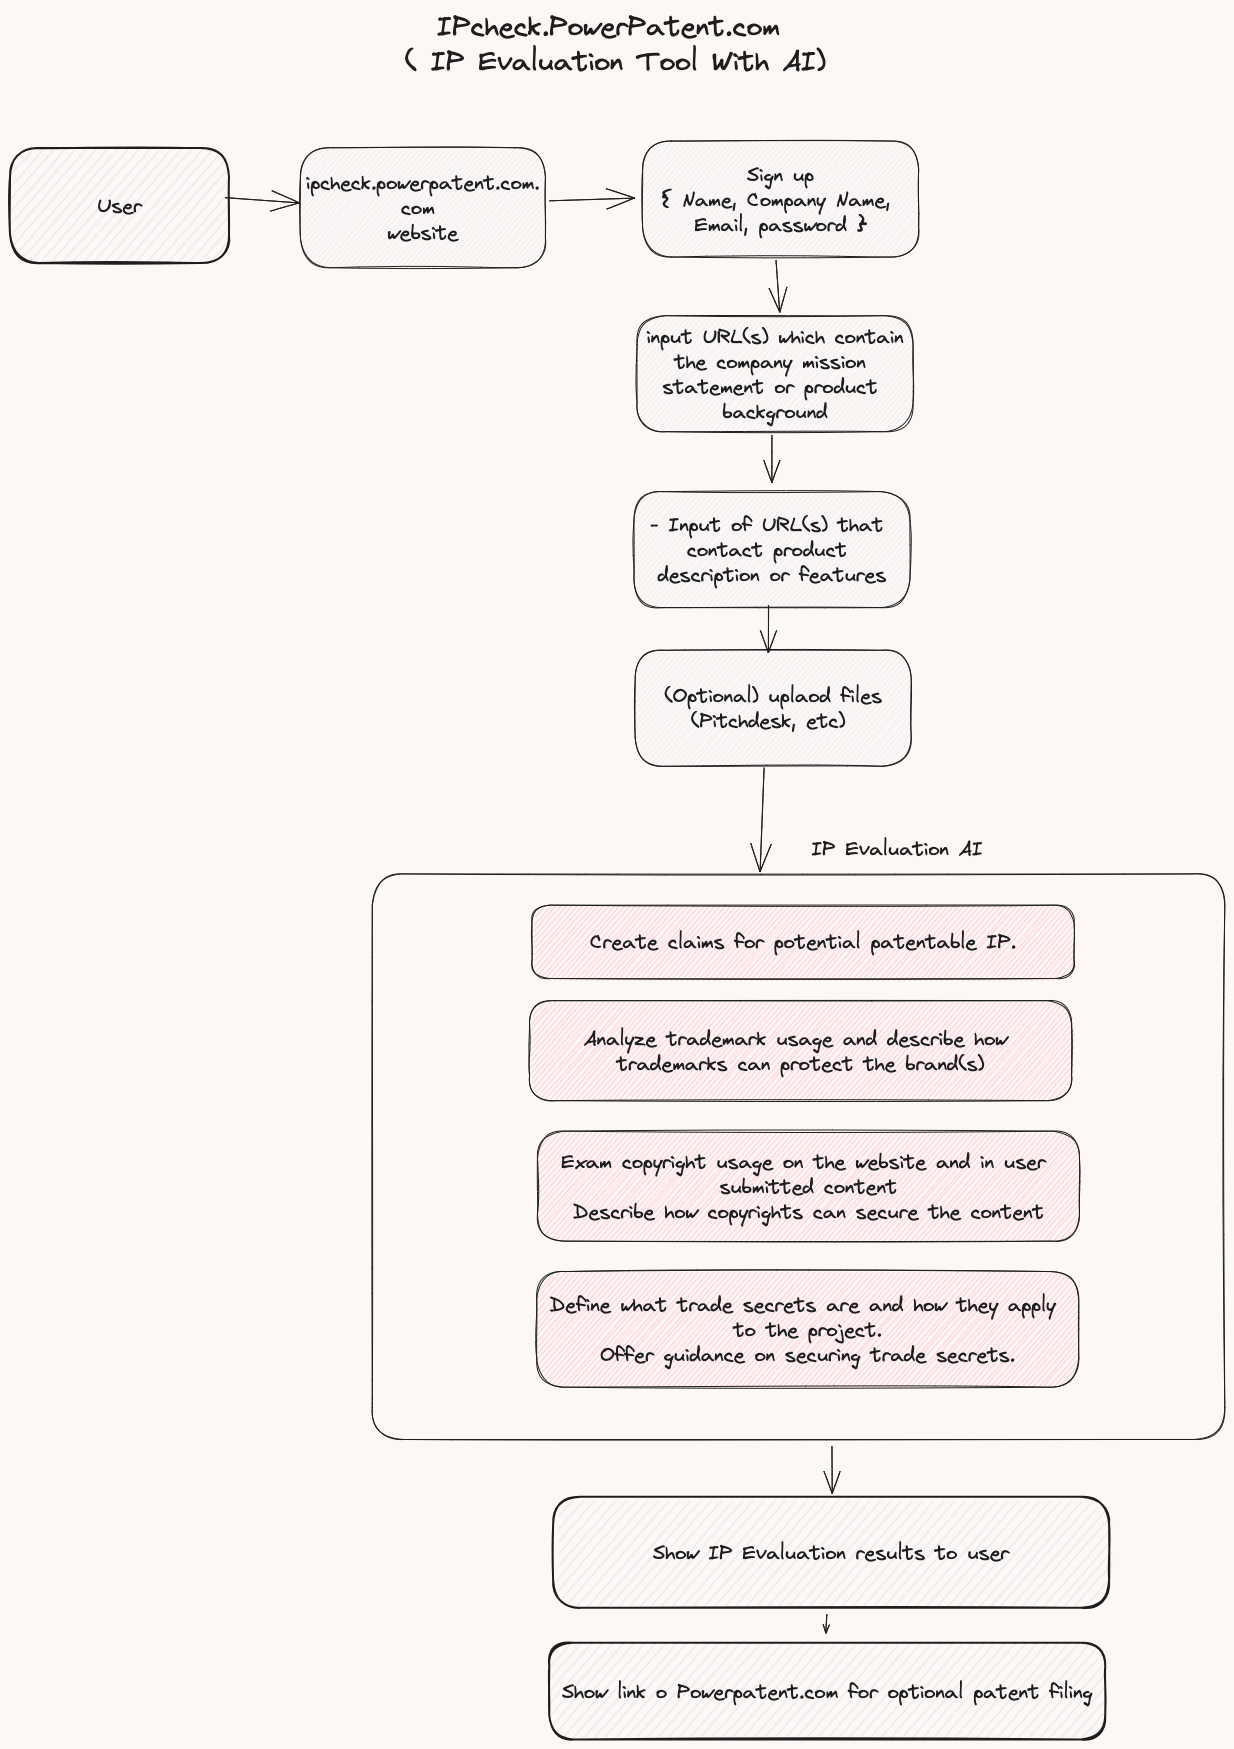 IPcheck.PowerPatent.com
( IP Evaluation Tool With AI)
User
ipcheck.powerpatent.com.
com
website
Sign up
{ Name, Company Name,
Email, password }
input URL(s) which contain
the company mission
statement or product
background
- Input of URL(s) that
contact product
description or features
(Optional) uplaod files
(Pitchdesk, etc)
IP Evaluation AI
Create claims for potential patentable IP.
Analyze trademark usage and describe how
trademarks can protect the brand(s)
Exam copyright usage on the website and in user
submitted content
Describe how copyrights can secure the content
Define what trade secrets are and how they apply
to the project.
Offer guidance on securing trade secrets.
Show IP Evaluation results to user
Show link o Powerpatent.com for optional patent filing